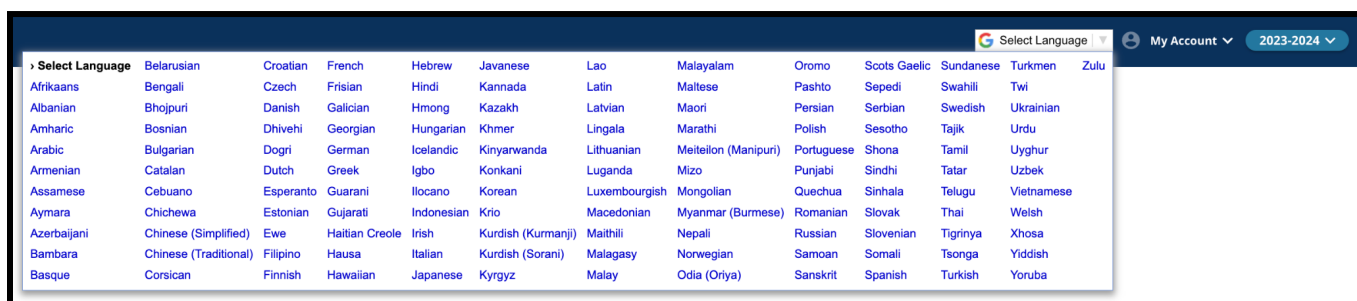 Select Language My Account 2023-2024
› Select Language Belarusian Croatian French Hebrew Javanese Lao Malayalam Oromo Scots Gaelic Sundanese Turkmen Zulu
Afrikaans Bengali Czech Frisian Hindi Kannada Latin Maltese Pashto Sepedi Swahili Twi
Albanian Bhojpuri Danish Galician Hmong Kazakh Latvian Maori Persian Serbian Swedish Ukrainian
Amharic Bosnian Dhivehi Georgian Hungarian Khmer Lingala Marathi Polish Sesotho Tajik Urdu
Arabic Bulgarian Dogri German Icelandic Kinyarwanda Lithuanian Meiteilon (Manipuri) Portuguese Shona Tamil Uyghur
Armenian Catalan Dutch Greek Igbo Konkani Luganda Mizo Punjabi Sindhi Tatar Uzbek
Assamese Cebuano Esperanto Guarani Ilocano Korean Luxembourgish Mongolian Quechua Sinhala Telugu Vietnamese
Aymara Chichewa Estonian Gujarati Indonesian Krio Macedonian Myanmar (Burmese) Romanian Slovak Thai Welsh
Azerbaijani Chinese (Simplified) Ewe Haitian Creole Irish Kurdish (Kurmanji) Maithili Nepali Russian Slovenian Tigrinya Xhosa
Bambara Chinese (Traditional) Filipino Hausa Italian Kurdish (Sorani) Malagasy Norwegian Samoan Somali Tsonga Yiddish
Basque Corsican Finnish Hawaiian Japanese Kyrgyz Malay Odia (Oriya) Sanskrit Spanish Turkish Yoruba